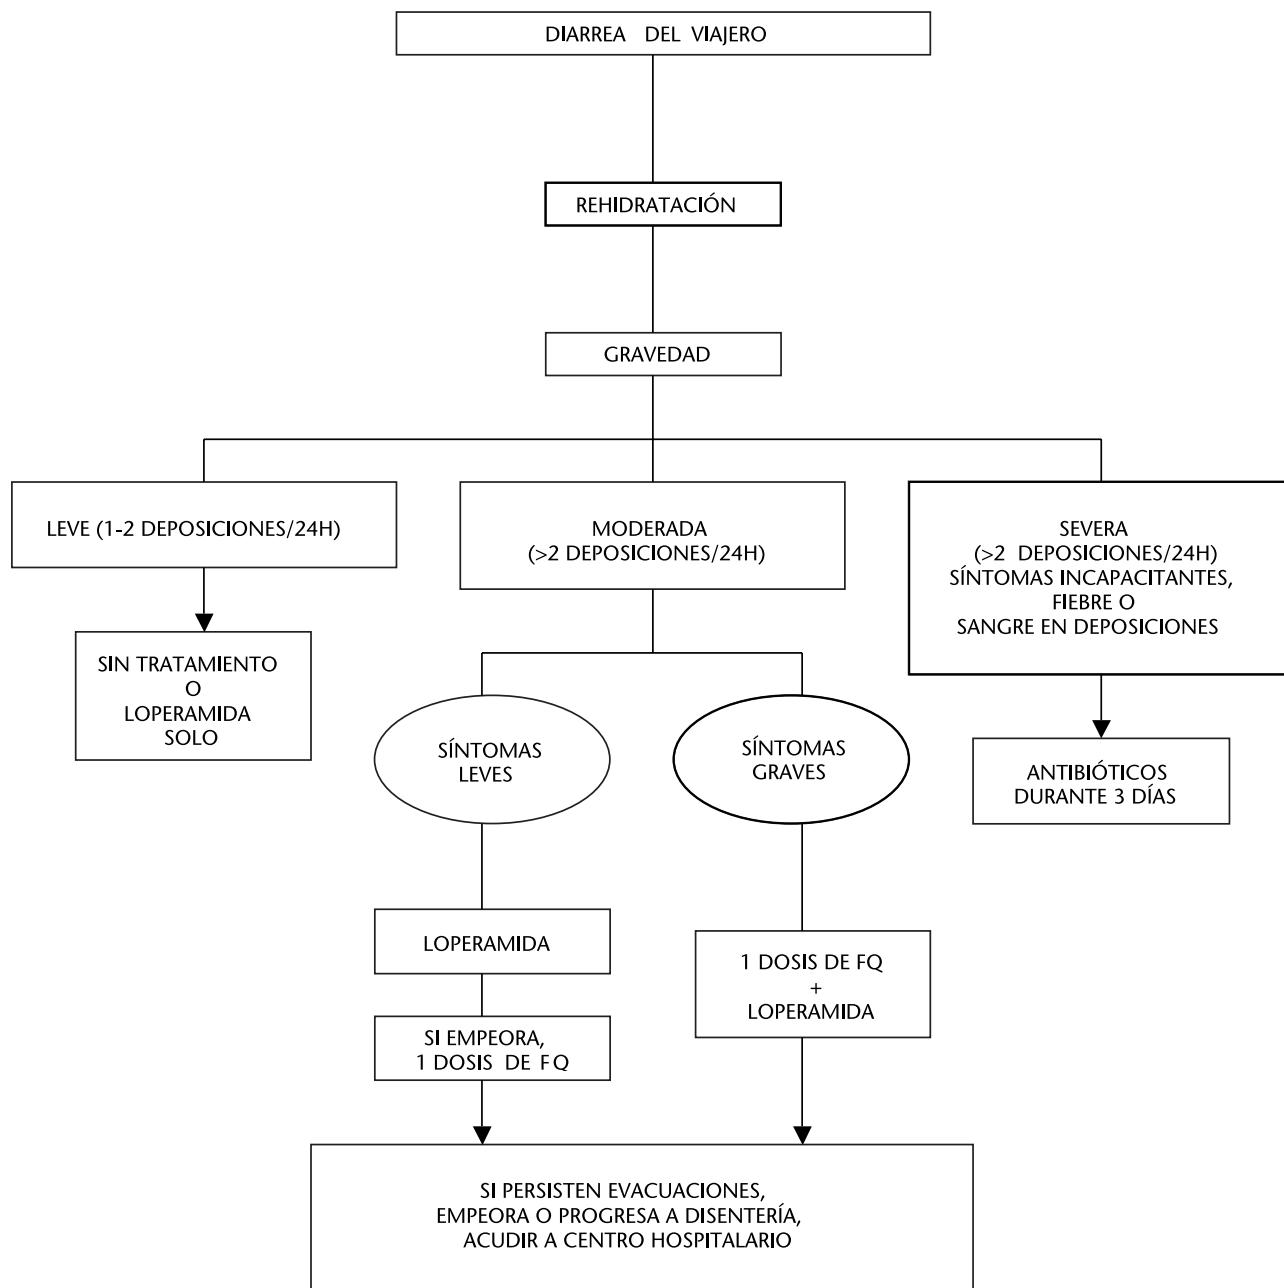 DIARREA DEL VIAJERO
REHIDRATACIÓN
GRAVEDAD
LEVE (1-2 DEPOSICIONES/24H)
MODERADA
(>2 DEPOSICIONES/24H)
SEVERA
(>2 DEPOSICIONES/24H)
SÍNTOMAS INCAPACITANTES,
FIEBRE O
SANGRE EN DEPOSICIONES
SIN TRATAMIENTO
O
LOPERAMIDA
SOLO
SÍNTOMAS
LEVES
SÍNTOMAS
GRAVES
ANTIBIÓTICOS
DURANTE 3 DÍAS
LOPERAMIDA
1 DOSIS DE FQ
+
LOPERAMIDA
SI EMPEORA,
1 DOSIS DE FQ
SI PERSISTEN EVACUACIONES,
EMPEORA O PROGRESA A DISENTERÍA,
ACUDIR A CENTRO HOSPITALARIO